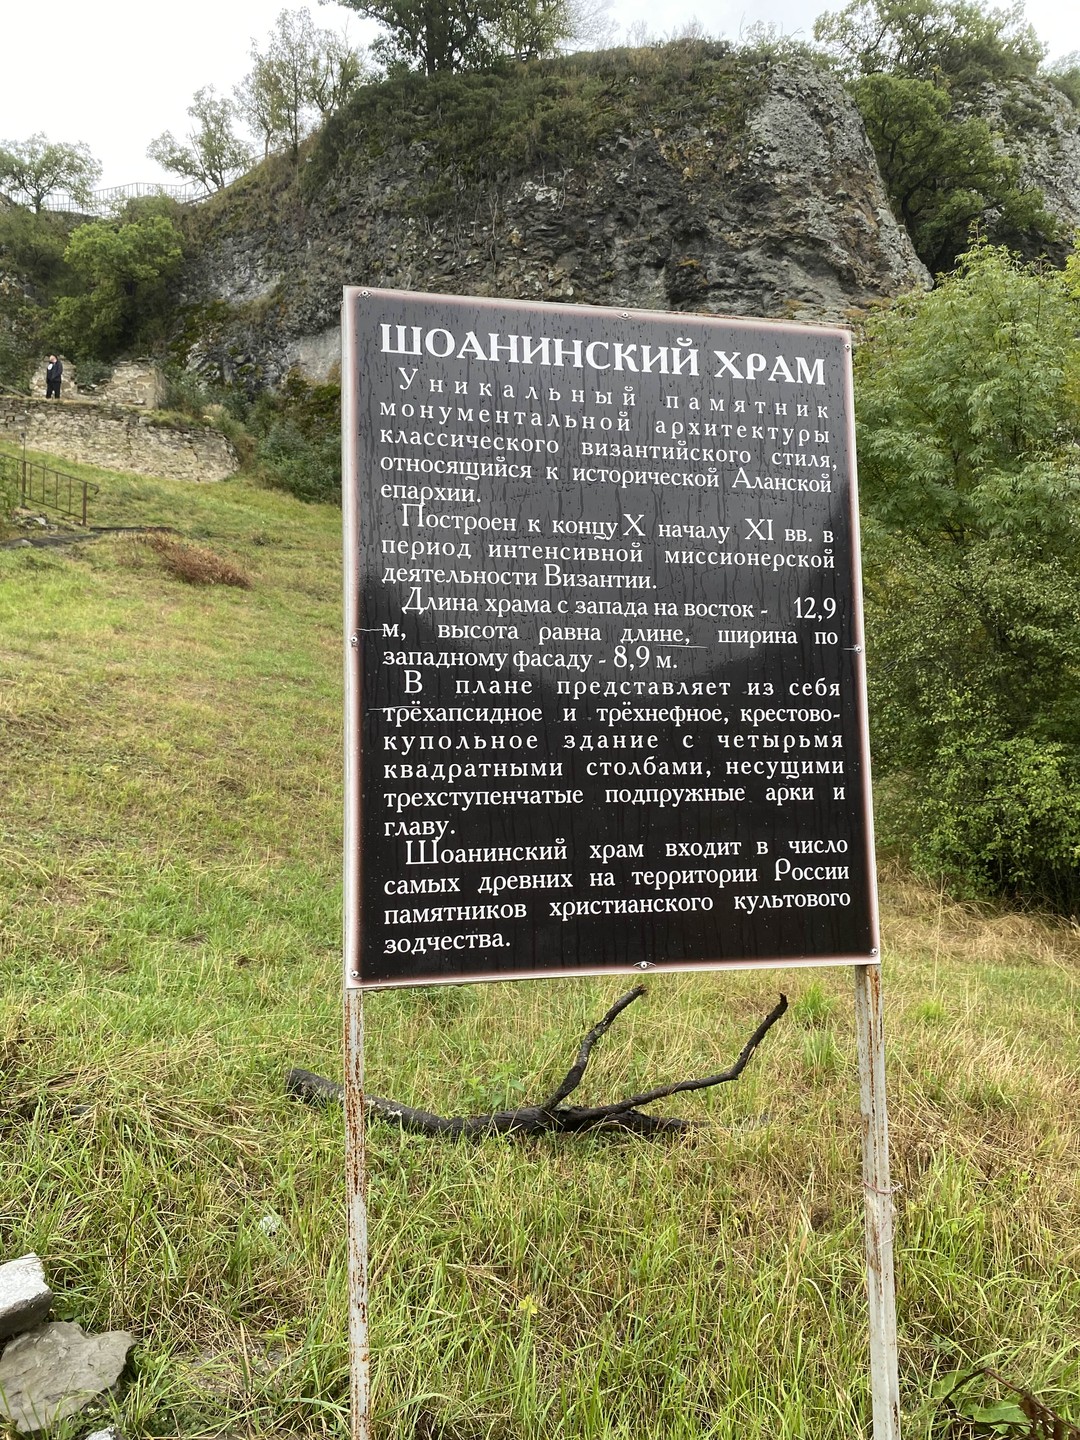 ШОАНИНСКИЙ ХРАМ
Уникальный памятник
монументальной архитектуры
классического византийского стиля,
относящийся к исторической Аланской
епархии.
Построен к концу X началу XI вв. в
период интенсивной миссионерской
деятельности Византии.
Длина храма с запада на восток - 12,9
м, высота равна длине, ширина по
западному фасаду - 8,9 м.
В плане представляет из себя
трёхапсидное и трёхнефное, крестово-
купольное здание с четырьмя
квадратными столбами, несущими
трехступенчатые подпружные арки и
главу.
Шоанинский храм входит в число
самых древних на территории России
памятников христианского культового
зодчества.